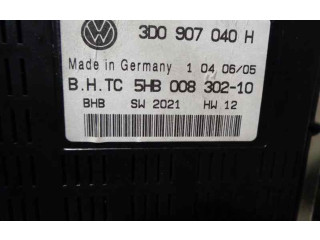 3D0 907 040 H
Made in Germany 1 04 06/05
B.H.TC 5HB 008 302-10
BHB SW 2021 HW 12